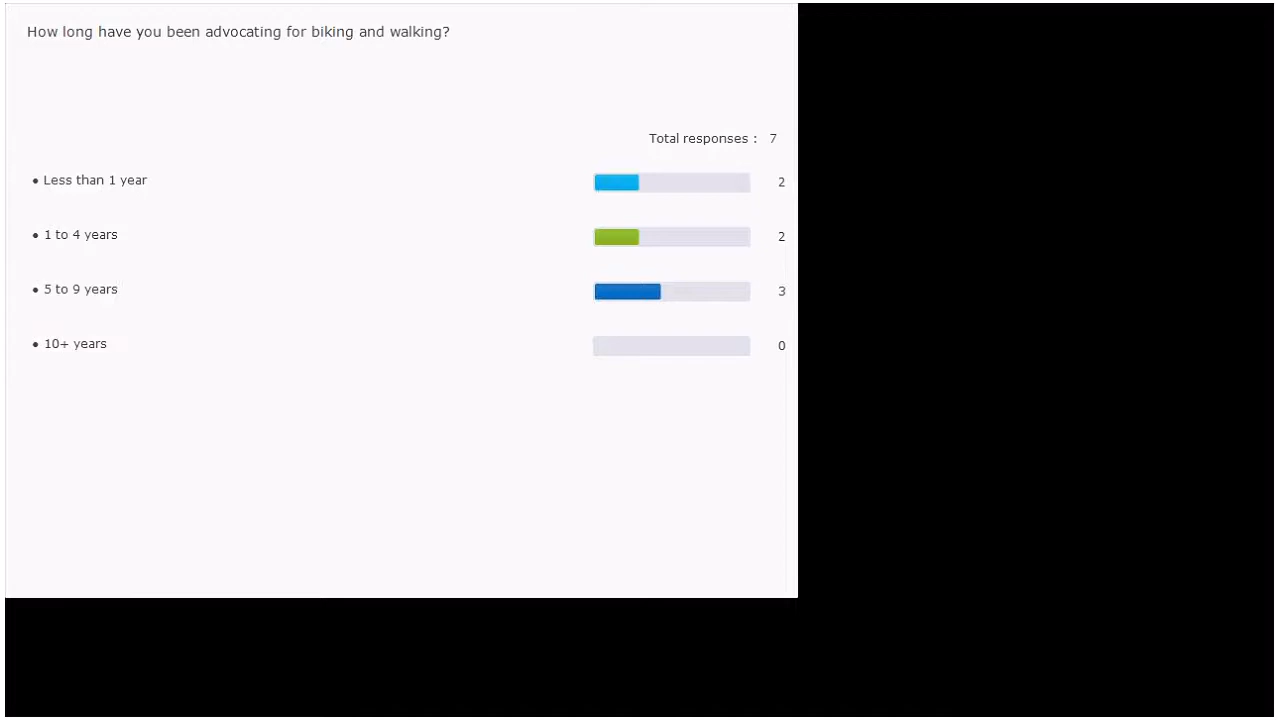 How long have you been advocating for biking and walking?
Total responses : 7
• Less than 1 year 2
• 1 to 4 years 2
• 5 to 9 years 3
• 10+ years 0